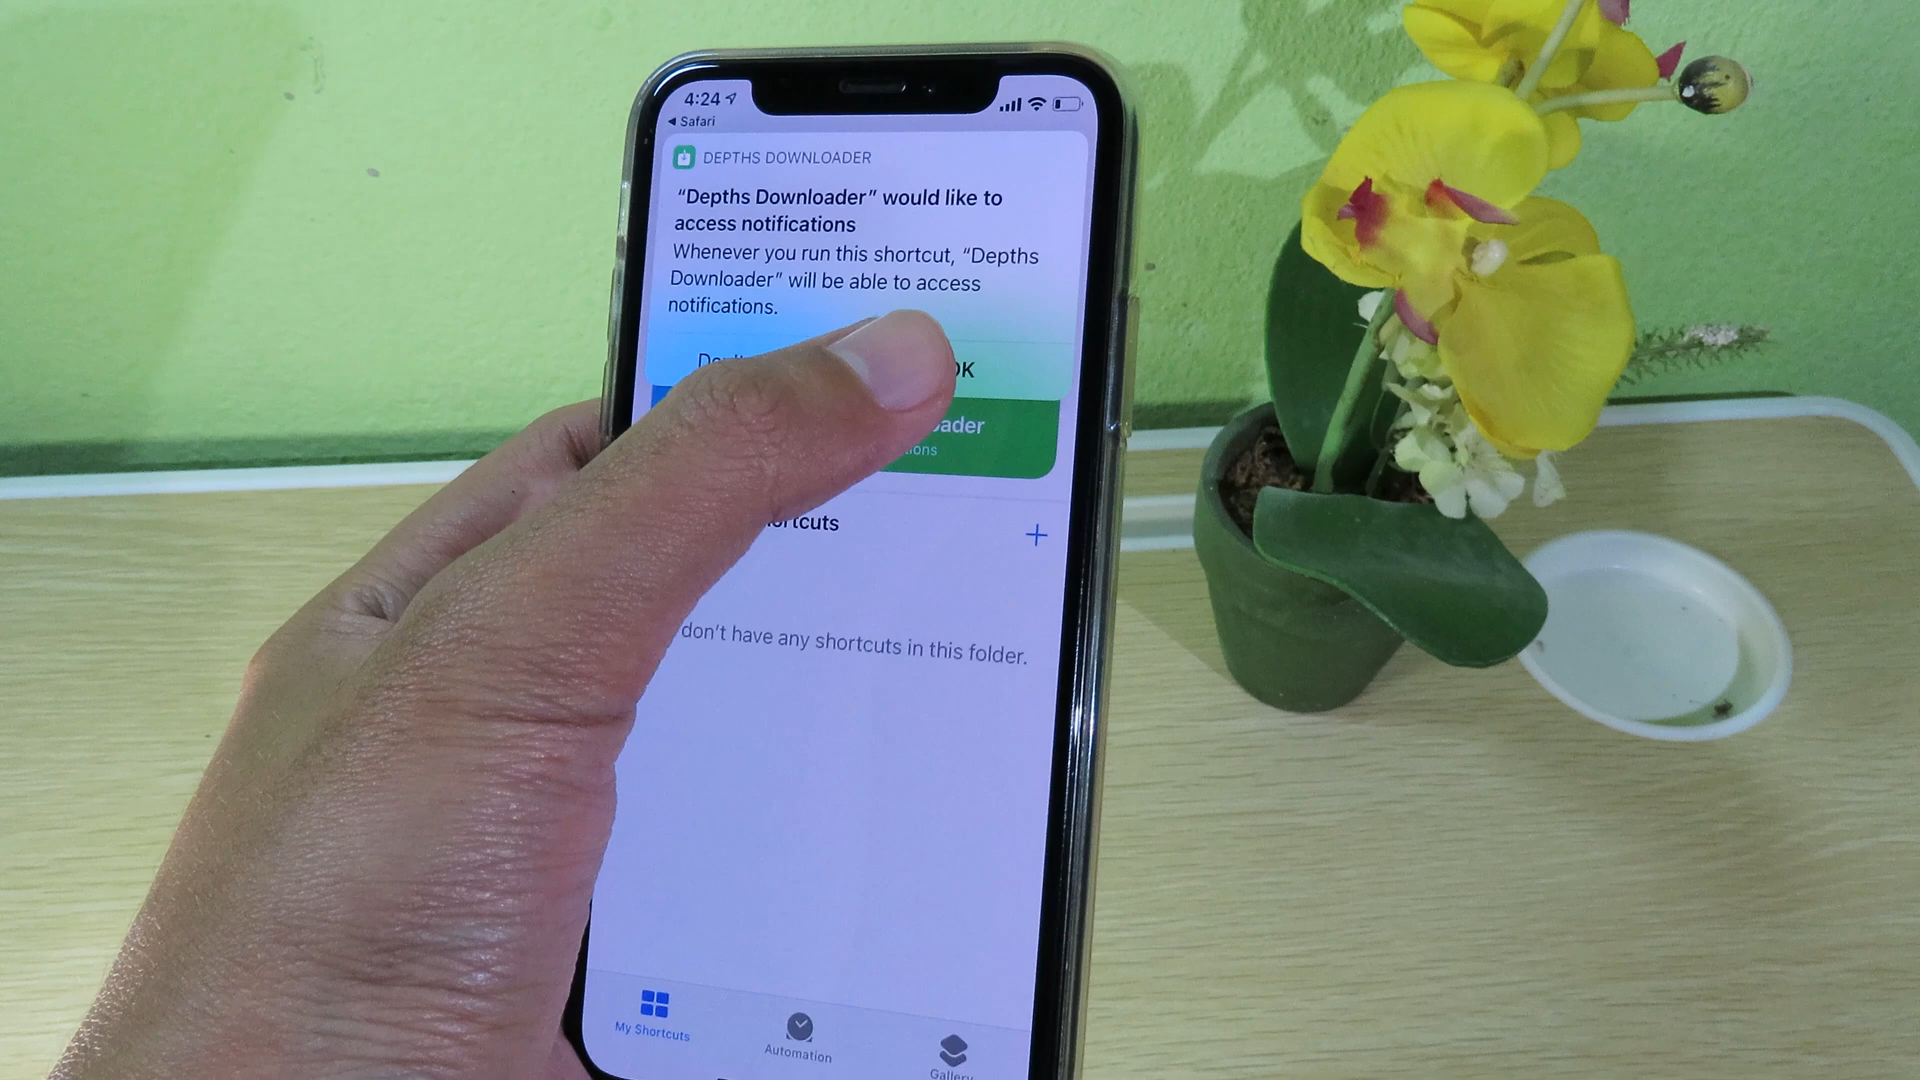 4:24
Safari
DEPTHS DOWNLOADER
“Depths Downloader” would like to
access notifications
Whenever you run this shortcut, “Depths
Downloader” will be able to access
notifications.
OK
don’t have any shortcuts in this folder.
My Shortcuts
Automation
Gallery